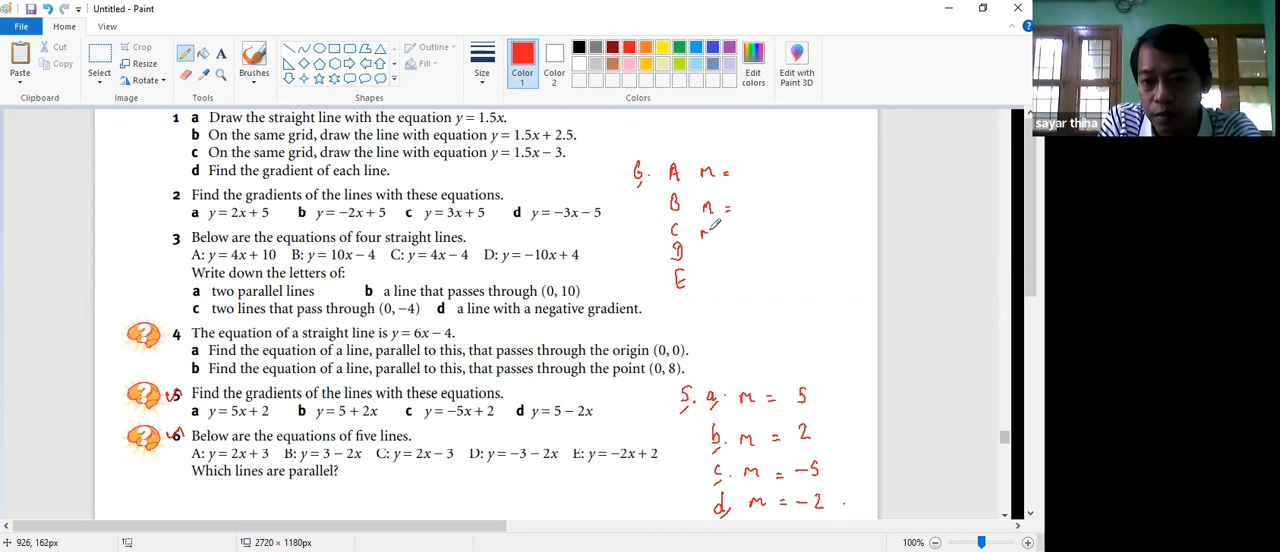 Untitled - Paint
File Home View
Paste
Cut
Copy
Clipboard
Select
Crop
Resize
Rotate
Image
A
Tools
Brushes
Outline
Fill
Shapes
Size
Color 1
Color 2
Edit colors
Colors
Edit with Paint 3D
sayar thiha
1 a Draw the straight line with the equation y = 1.5x.
b On the same grid, draw the line with equation y = 1.5x + 2.5.
c On the same grid, draw the line with equation y = 1.5x − 3.
d Find the gradient of each line.
2 Find the gradients of the lines with these equations.
a y = 2x + 5 b y = −2x + 5 c y = 3x + 5 d y = −3x − 5
3 Below are the equations of four straight lines.
A: y = 4x + 10 B: y = 10x − 4 C: y = 4x − 4 D: y = −10x + 4
Write down the letters of:
a two parallel lines b a line that passes through (0, 10)
c two lines that pass through (0, −4) d a line with a negative gradient.
? 4 The equation of a straight line is y = 6x − 4.
a Find the equation of a line, parallel to this, that passes through the origin (0, 0).
b Find the equation of a line, parallel to this, that passes through the point (0, 8).
? 5 Find the gradients of the lines with these equations.
a y = 5x + 2 b y = 5 + 2x c y = −5x + 2 d y = 5 − 2x
? 6 Below are the equations of five lines.
A: y = 2x + 3 B: y = 3 − 2x C: y = 2x − 3 D: y = −3 − 2x E: y = −2x + 2
Which lines are parallel?
6. A m =
B m =
C
D
E
5. a. m = 5
b. m = 2
c. m = −5
d, m = −2 .
926, 162px
2720 × 1180px
100%